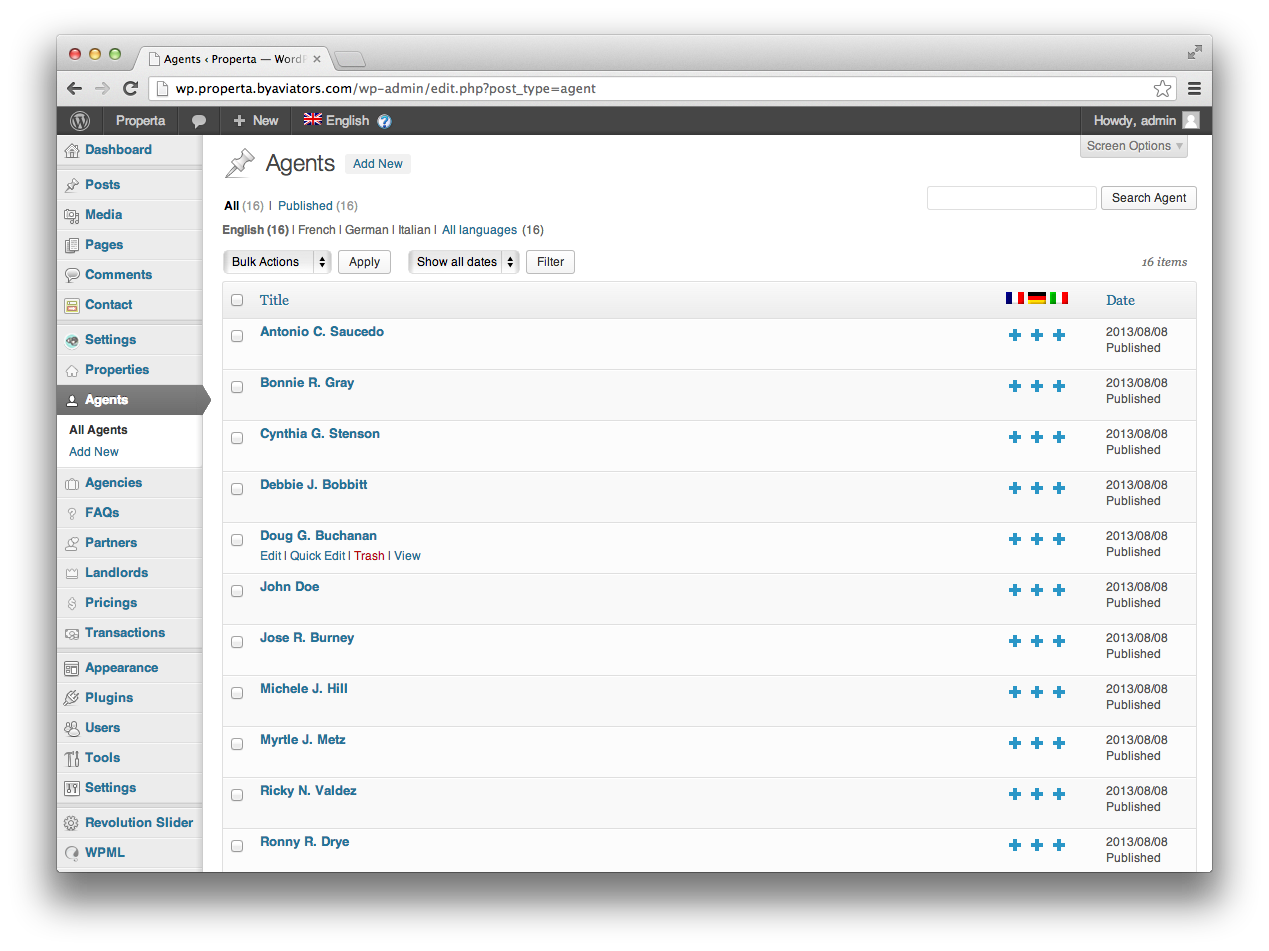 Agents ‹ Properta — WordP
wp.properta.byaviators.com/wp-admin/edit.php?post_type=agent
Properta New English ? Howdy, admin
Screen Options
Dashboard
Posts
Media
Pages
Comments
Contact
Settings
Properties
Agents
All Agents
Add New
Agencies
FAQs
Partners
Landlords
Pricings
Transactions
Appearance
Plugins
Users
Tools
Settings
Revolution Slider
WPML
Agents Add New
All (16) | Published (16)
Search Agent
English (16) | French | German | Italian | All languages (16)
Bulk Actions Apply Show all dates Filter 16 items
Title Date
Antonio C. Saucedo 2013/08/08
Published
Bonnie R. Gray 2013/08/08
Published
Cynthia G. Stenson 2013/08/08
Published
Debbie J. Bobbitt 2013/08/08
Published
Doug G. Buchanan 2013/08/08
Edit | Quick Edit | Trash | View Published
John Doe 2013/08/08
Published
Jose R. Burney 2013/08/08
Published
Michele J. Hill 2013/08/08
Published
Myrtle J. Metz 2013/08/08
Published
Ricky N. Valdez 2013/08/08
Published
Ronny R. Drye 2013/08/08
Published